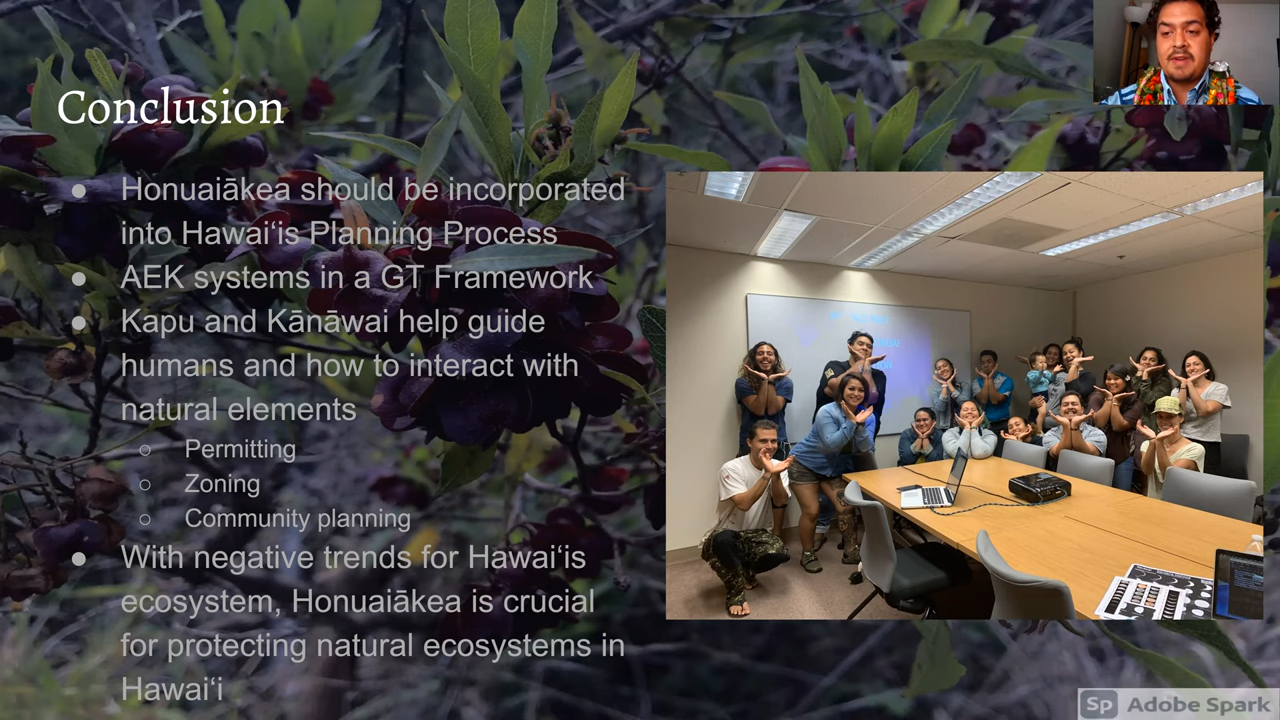 Conclusion
● Honuaiākea should be incorporated
into Hawaiʻis Planning Process
● AEK systems in a GT Framework
● Kapu and Kānāwai help guide
humans and how to interact with
natural elements
○ Permitting
○ Zoning
○ Community planning
● With negative trends for Hawaiʻis
ecosystem, Honuaiākea is crucial
for protecting natural ecosystems in
Hawaiʻi
Sp Adobe Spark